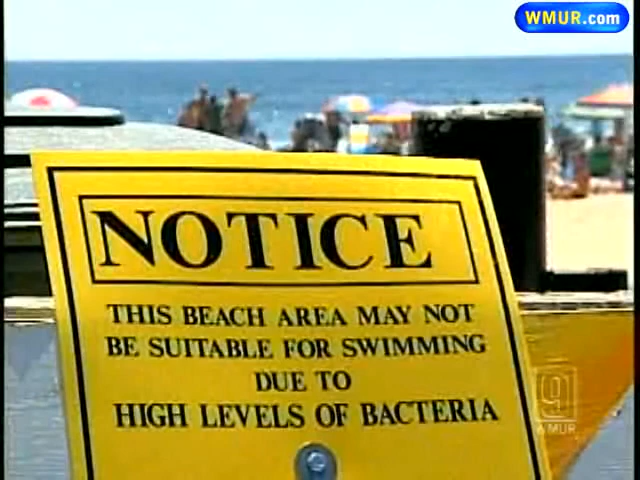 WMUR.com
NOTICE
THIS BEACH AREA MAY NOT
BE SUITABLE FOR SWIMMING
DUE TO
HIGH LEVELS OF BACTERIA
9
WMUR